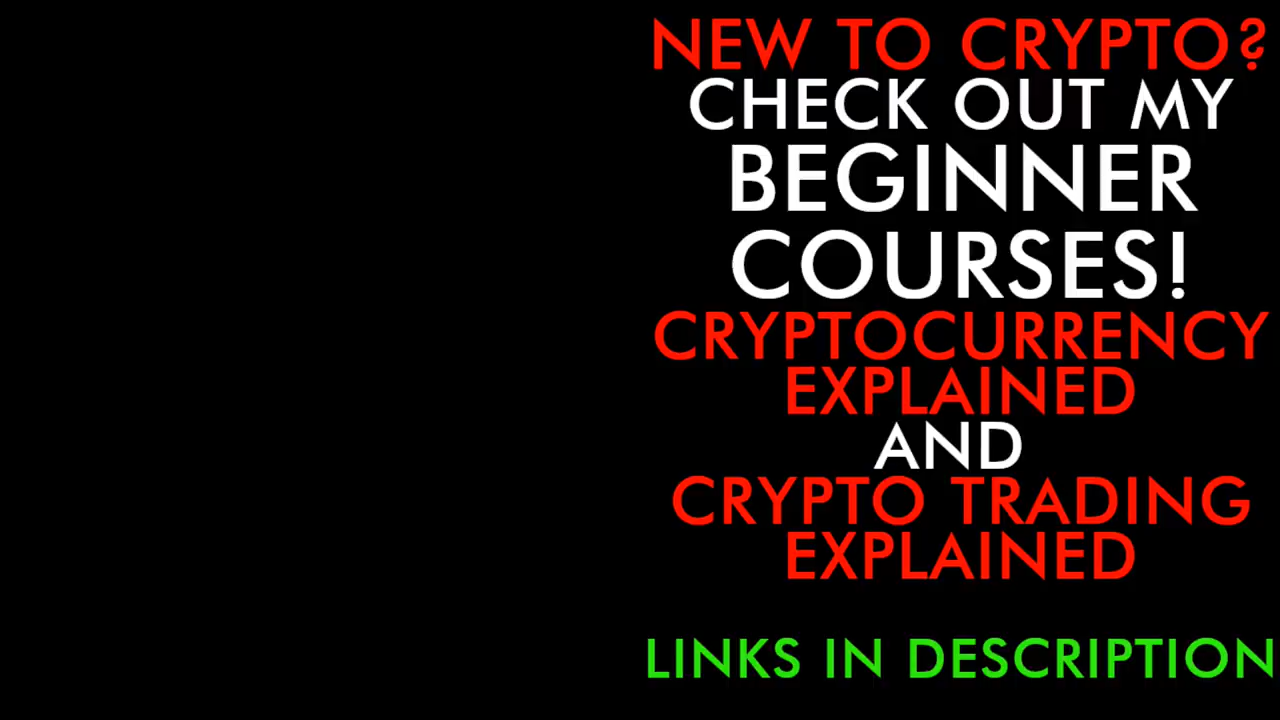 NEW TO CRYPTO?
CHECK OUT MY
BEGINNER
COURSES!
CRYPTOCURRENCY
EXPLAINED
AND
CRYPTO TRADING
EXPLAINED
LINKS IN DESCRIPTION